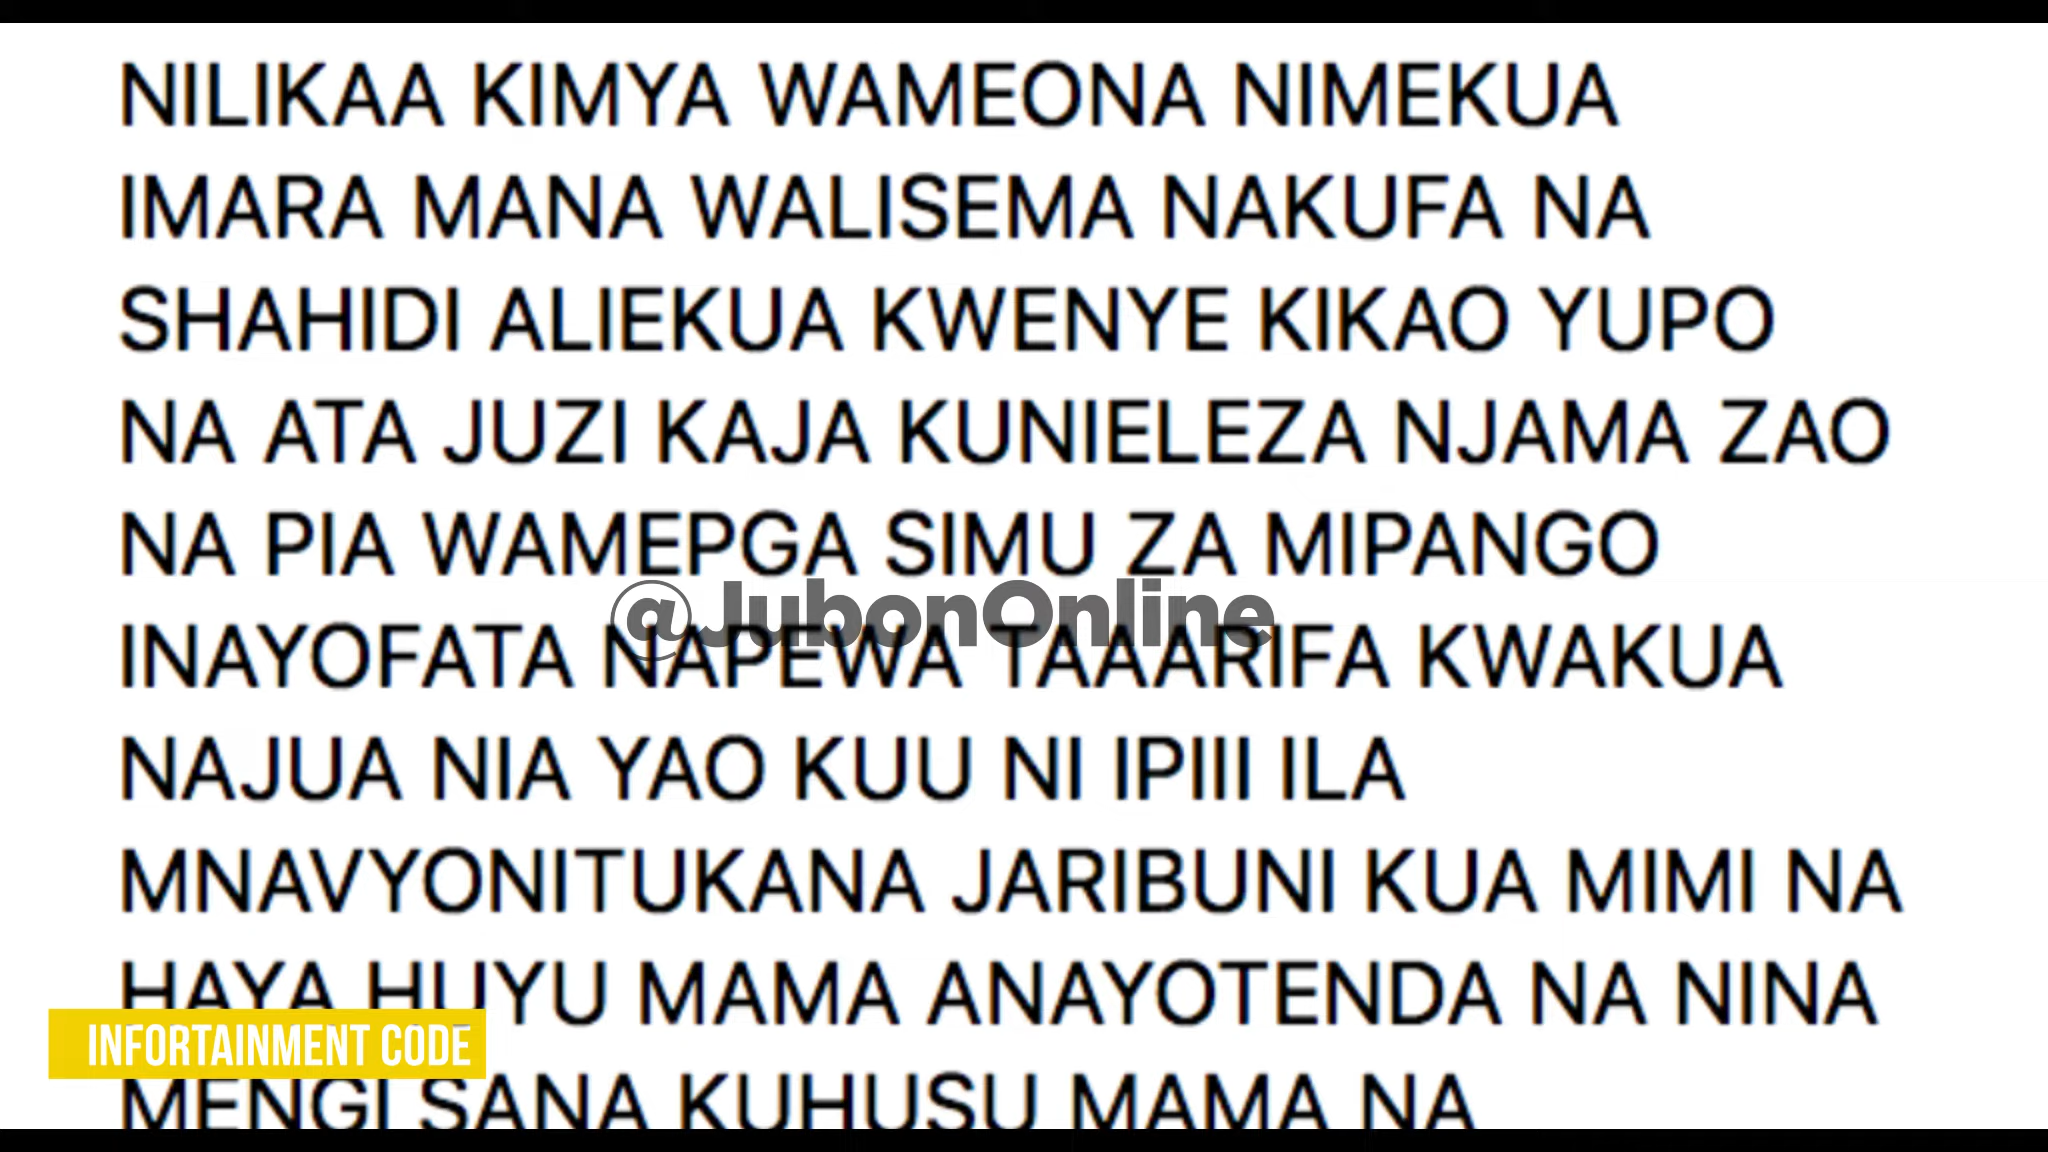 NILIKAA KIMYA WAMEONA NIMEKUA
IMARA MANA WALISEMA NAKUFA NA
SHAHIDI ALIEKUA KWENYE KIKAO YUPO
NA ATA JUZI KAJA KUNIELEZA NJAMA ZAO
NA PIA WAMEPGA SIMU ZA MIPANGO
@JubonOnline
INAYOFATA NAPEWA TAAARIFA KWAKUA
NAJUA NIA YAO KUU NI IPIII ILA
MNAVYONITUKANA JARIBUNI KUA MIMI NA
HAYA HUYU MAMA ANAYOTENDA NA NINA
INFORTAINMENT CODE
MENGI SANA KUHUSU MAMA NA